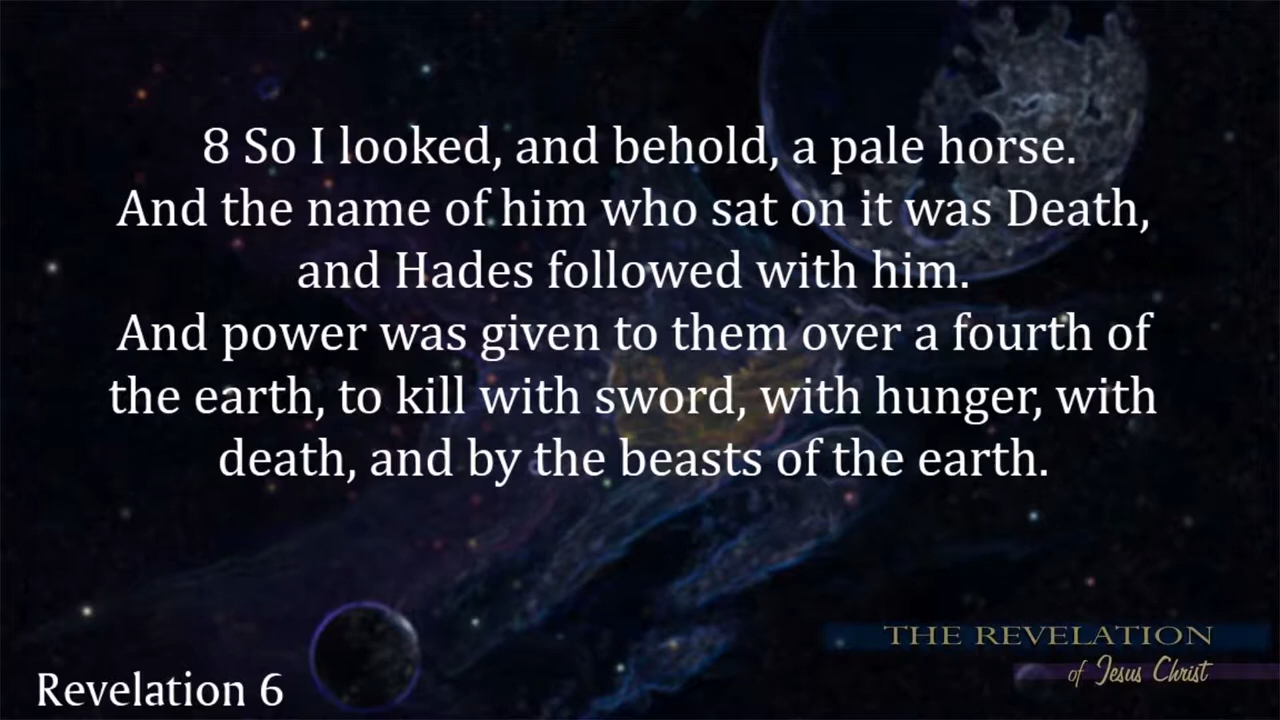 8 So I looked, and behold, a pale horse.
And the name of him who sat on it was Death,
and Hades followed with him.
And power was given to them over a fourth of
the earth, to kill with sword, with hunger, with
death, and by the beasts of the earth.
THE REVELATION
of Jesus Christ
Revelation 6